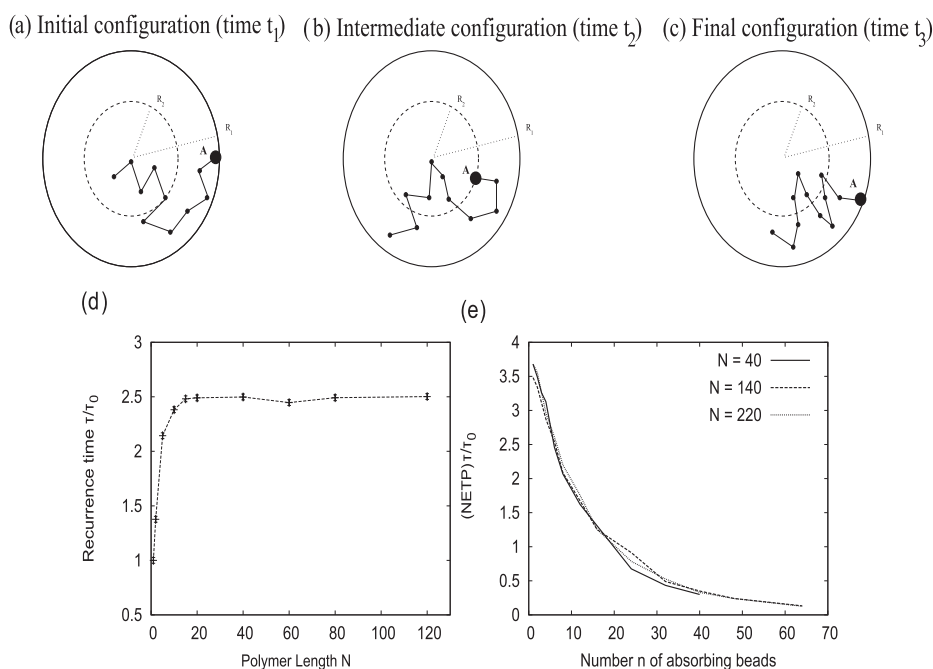 (a) Initial configuration (time t1)
(b) Intermediate configuration (time t2)
(c) Final configuration (time t3)
R2
R1
A
R2
R1
A
R2
R1
A
(d)
Recurrence time τ/τ0
3
2.5
2
1.5
1
0.5
0 20 40 60 80 100 120
Polymer Length N
(e)
(NETP)τ/τ0
4
3.5
3
2.5
2
1.5
1
0.5
0
N = 40
N = 140
N = 220
0 10 20 30 40 50 60 70
Number n of absorbing beads